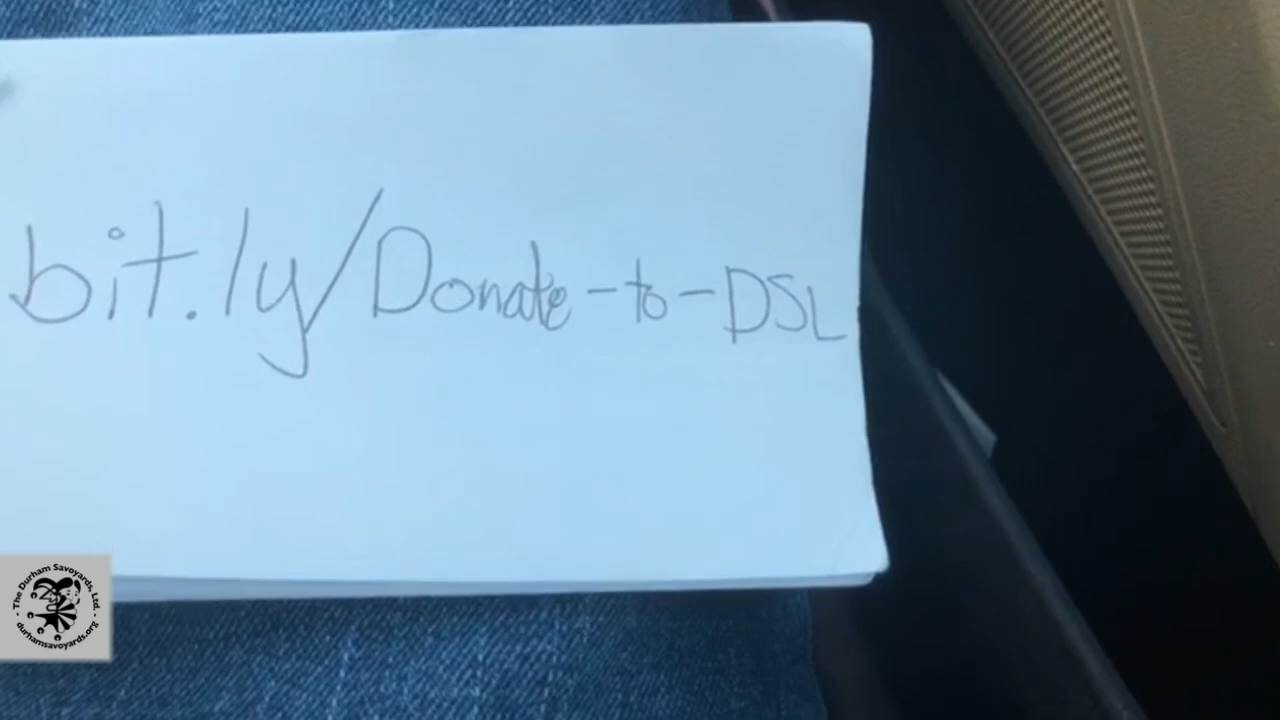 bit.ly/Donate-to-DSL
· The Durham Savoyards, Ltd. ·
durhamsavoyards.org